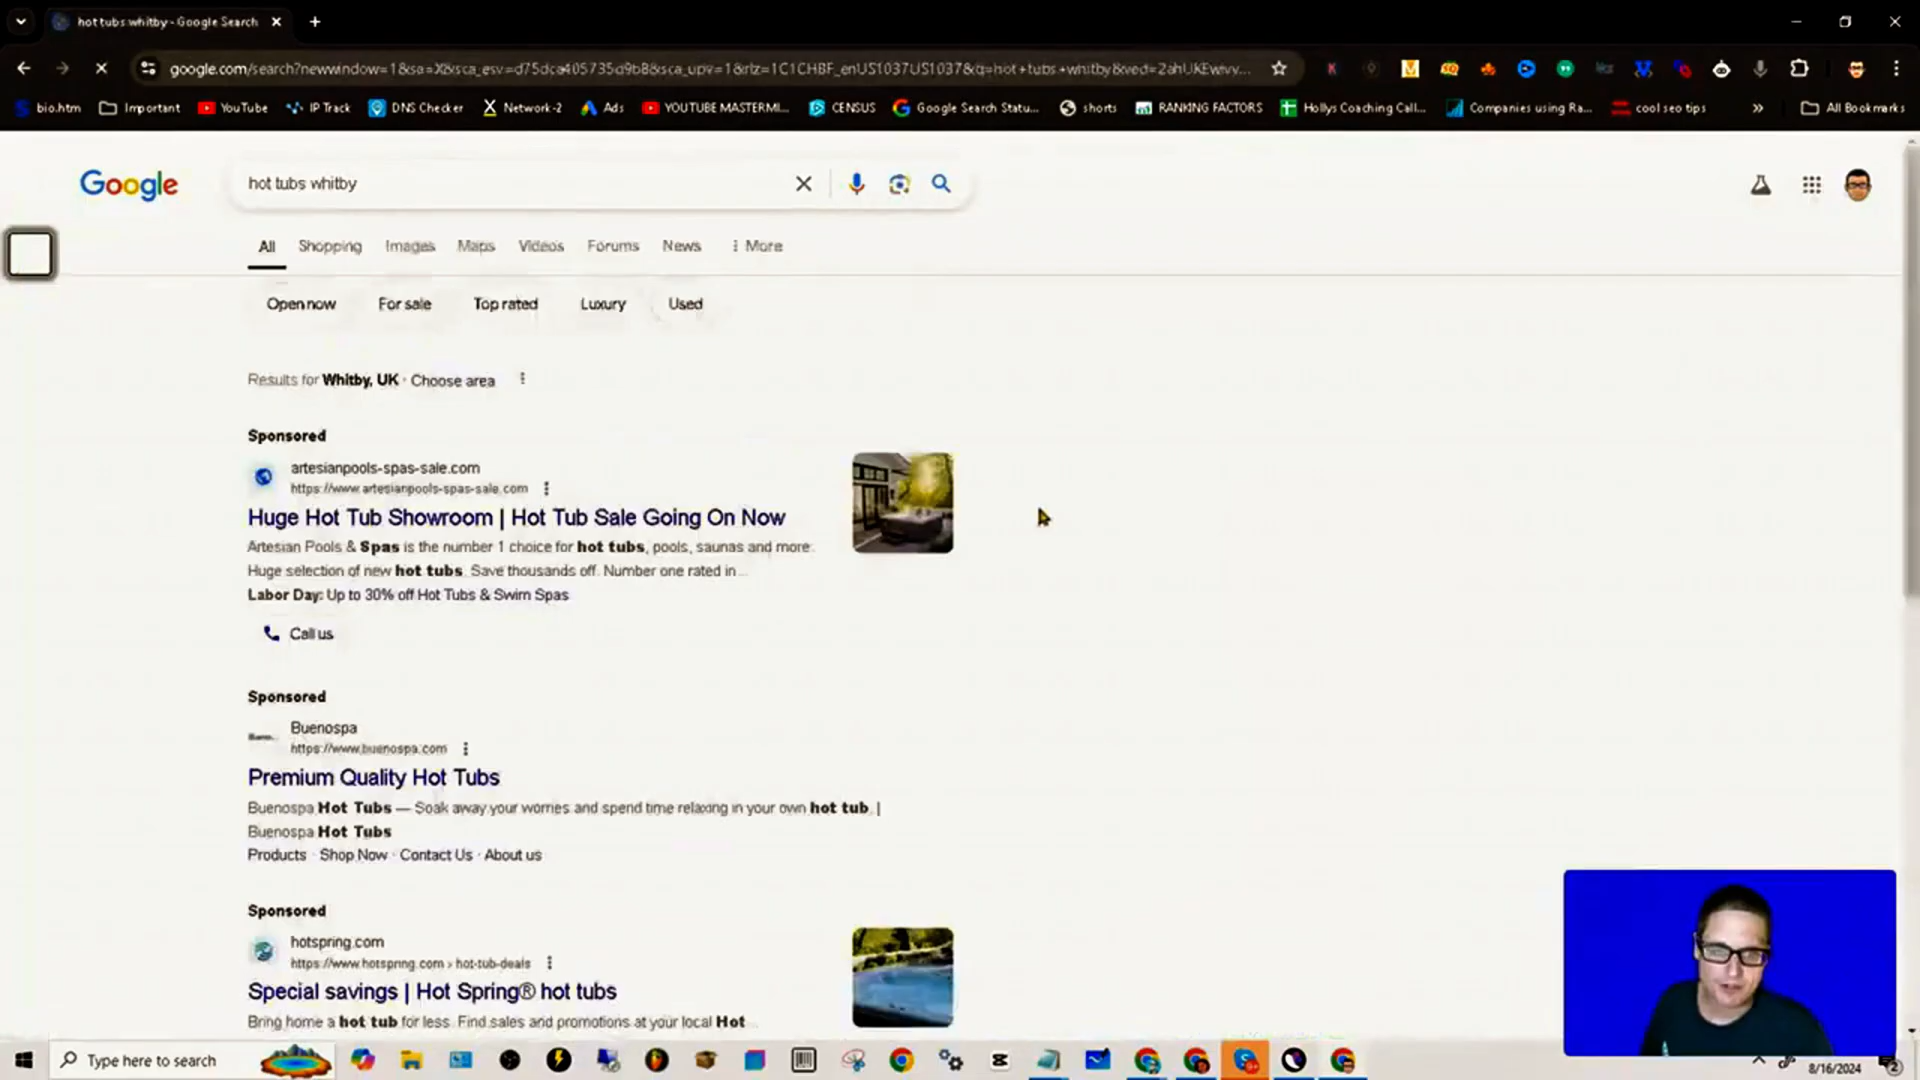 hot tubs whitby - Google Search
google.com/search?newwindow=1&sa=X&sca_esv=d75dca405735d9b8&sca_upv=1&rlz=1C1CHBF_enUS1037US1037&q=hot+tubs+whitby&ved=2ahUKEwivy...
bio.htm Important YouTube IP Track DNS Checker Network-2 Ads YOUTUBE MASTERMI... CENSUS Google Search Statu... shorts RANKING FACTORS Hollys Coaching Call... Companies using Ra... cool seo tips » All Bookmarks
Google hot tubs whitby
All Shopping Images Maps Videos Forums News More
Open now For sale Top rated Luxury Used
Results for Whitby, UK · Choose area
Sponsored
artesianpools-spas-sale.com
https://www.artesianpools-spas-sale.com
Huge Hot Tub Showroom | Hot Tub Sale Going On Now
Artesian Pools & Spas is the number 1 choice for hot tubs, pools, saunas and more.
Huge selection of new hot tubs. Save thousands off. Number one rated in...
Labor Day: Up to 30% off Hot Tubs & Swim Spas
Call us
Sponsored
Buenospa
https://www.buenospa.com
Premium Quality Hot Tubs
Buenospa Hot Tubs — Soak away your worries and spend time relaxing in your own hot tub. |
Buenospa Hot Tubs
Products · Shop Now · Contact Us · About us
Sponsored
hotspring.com
https://www.hotspring.com › hot-tub-deals
Special savings | Hot Spring® hot tubs
Bring home a hot tub for less. Find sales and promotions at your local Hot...
Type here to search
8/16/2024